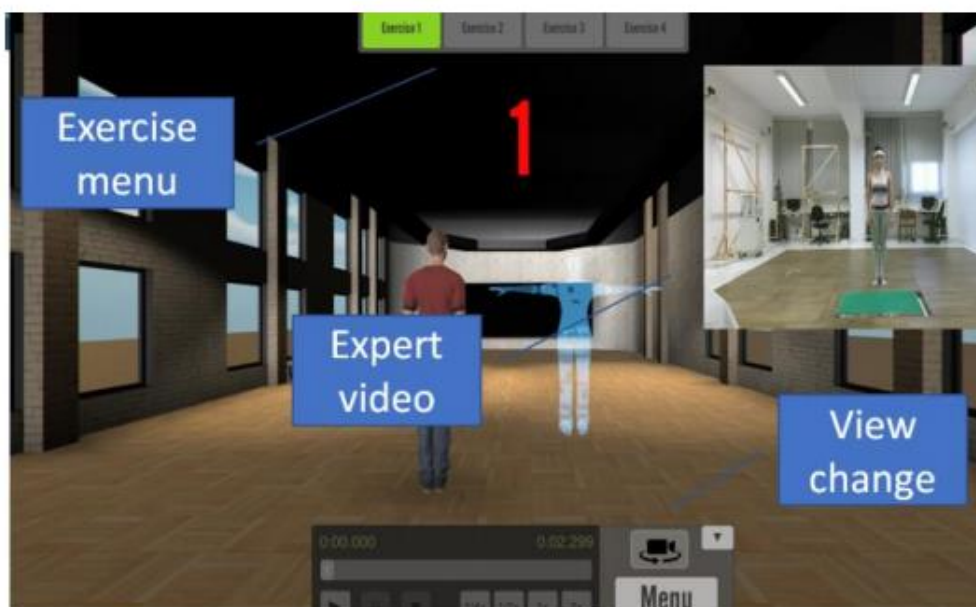 Exercise 1 Exercise 2 Exercise 3 Exercise 4
1
Exercise
menu
Expert
video
View
change
0:00.000 0:02.299
Menu